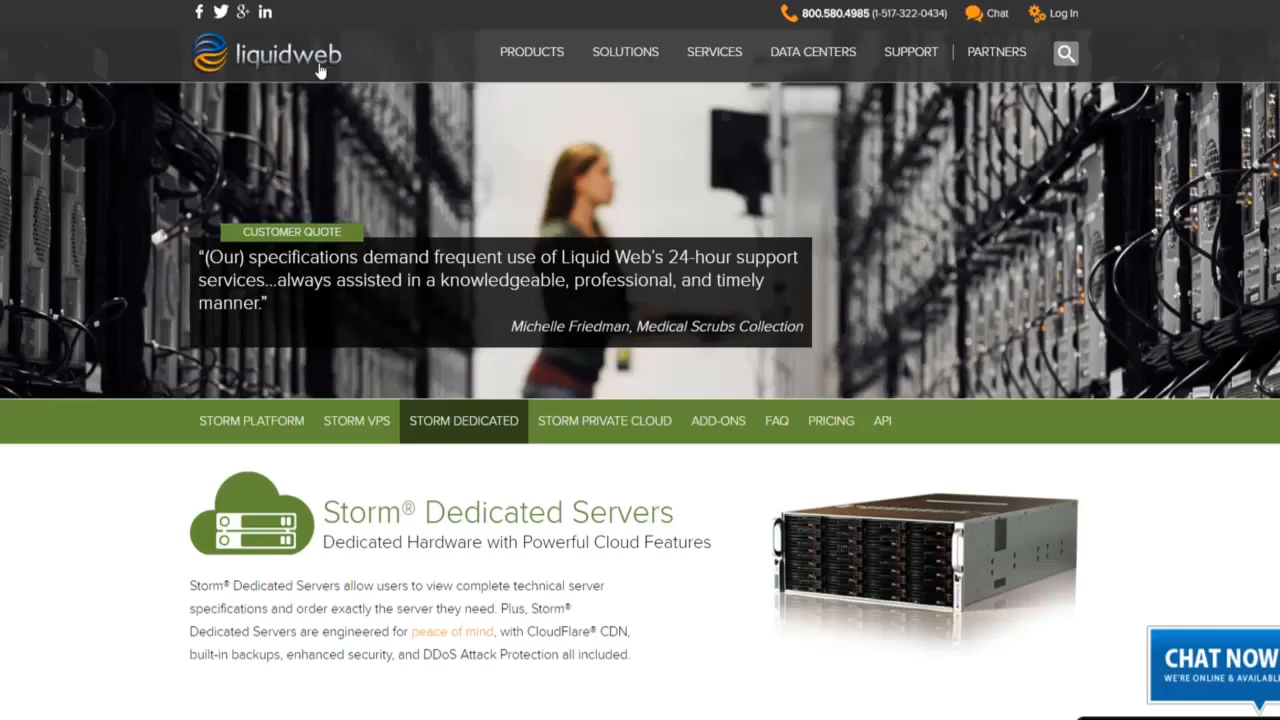 800.580.4985 (1-517-322-0434) Chat Log In
liquidweb
PRODUCTS SOLUTIONS SERVICES DATA CENTERS SUPPORT | PARTNERS
CUSTOMER QUOTE
“(Our) specifications demand frequent use of Liquid Web’s 24-hour support
services...always assisted in a knowledgeable, professional, and timely
manner.”
Michelle Friedman, Medical Scrubs Collection
STORM PLATFORM STORM VPS STORM DEDICATED STORM PRIVATE CLOUD ADD-ONS FAQ PRICING API
Storm® Dedicated Servers
Dedicated Hardware with Powerful Cloud Features
Storm® Dedicated Servers allow users to view complete technical server
specifications and order exactly the server they need. Plus, Storm®
Dedicated Servers are engineered for peace of mind, with CloudFlare® CDN,
built-in backups, enhanced security, and DDoS Attack Protection all included.
CHAT NOW
WE'RE ONLINE & AVAILABLE